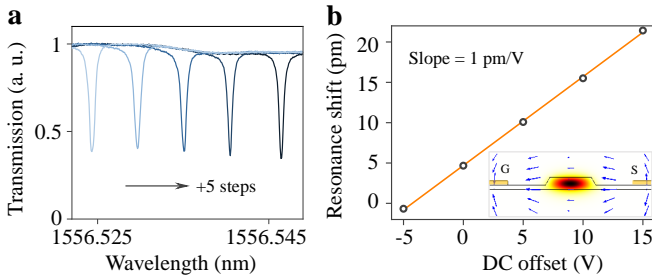 a
Transmission (a. u.)
1
0.5
0
+5 steps
1556.525
1556.545
Wavelength (nm)
b
Resonance shift (pm)
20
15
10
5
0
Slope = 1 pm/V
G
S
-5
0
5
10
15
DC offset (V)